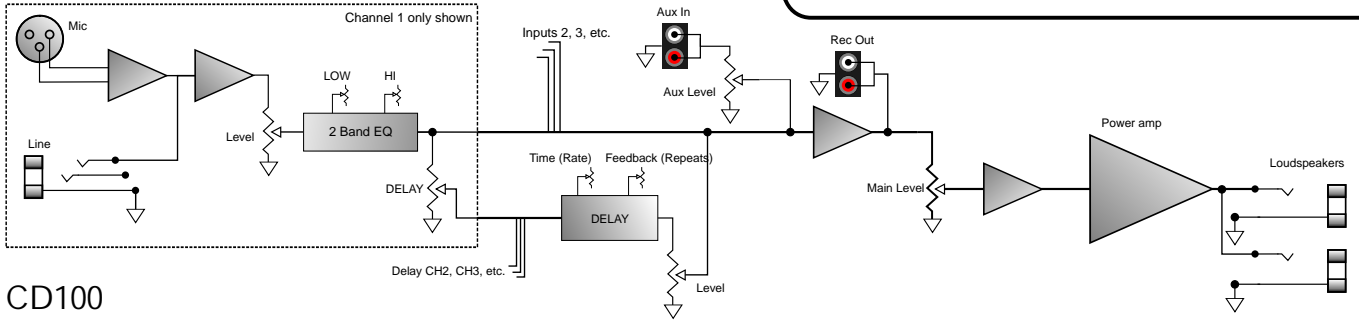 Channel 1 only shown
Mic
Line
Level
LOW
HI
2 Band EQ
DELAY
Inputs 2, 3, etc.
Time (Rate)
Feedback (Repeats)
DELAY
Delay CH2, CH3, etc.
Level
Aux In
Aux Level
Rec Out
Main Level
Power amp
Loudspeakers
CD100